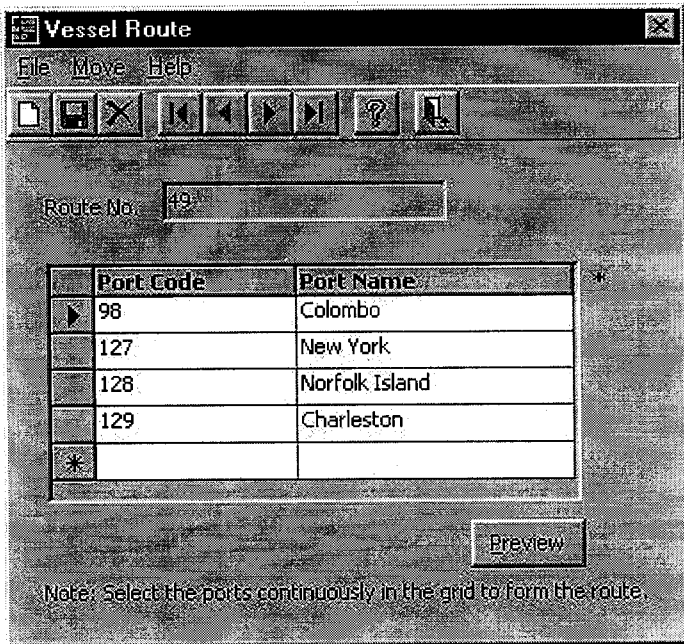 Vessel Route
File Move Help
Route No. 49
Port Code Port Name
98 Colombo
127 New York
128 Norfolk Island
129 Charleston
Preview
Note: Select the ports continuously in the grid to form the route.